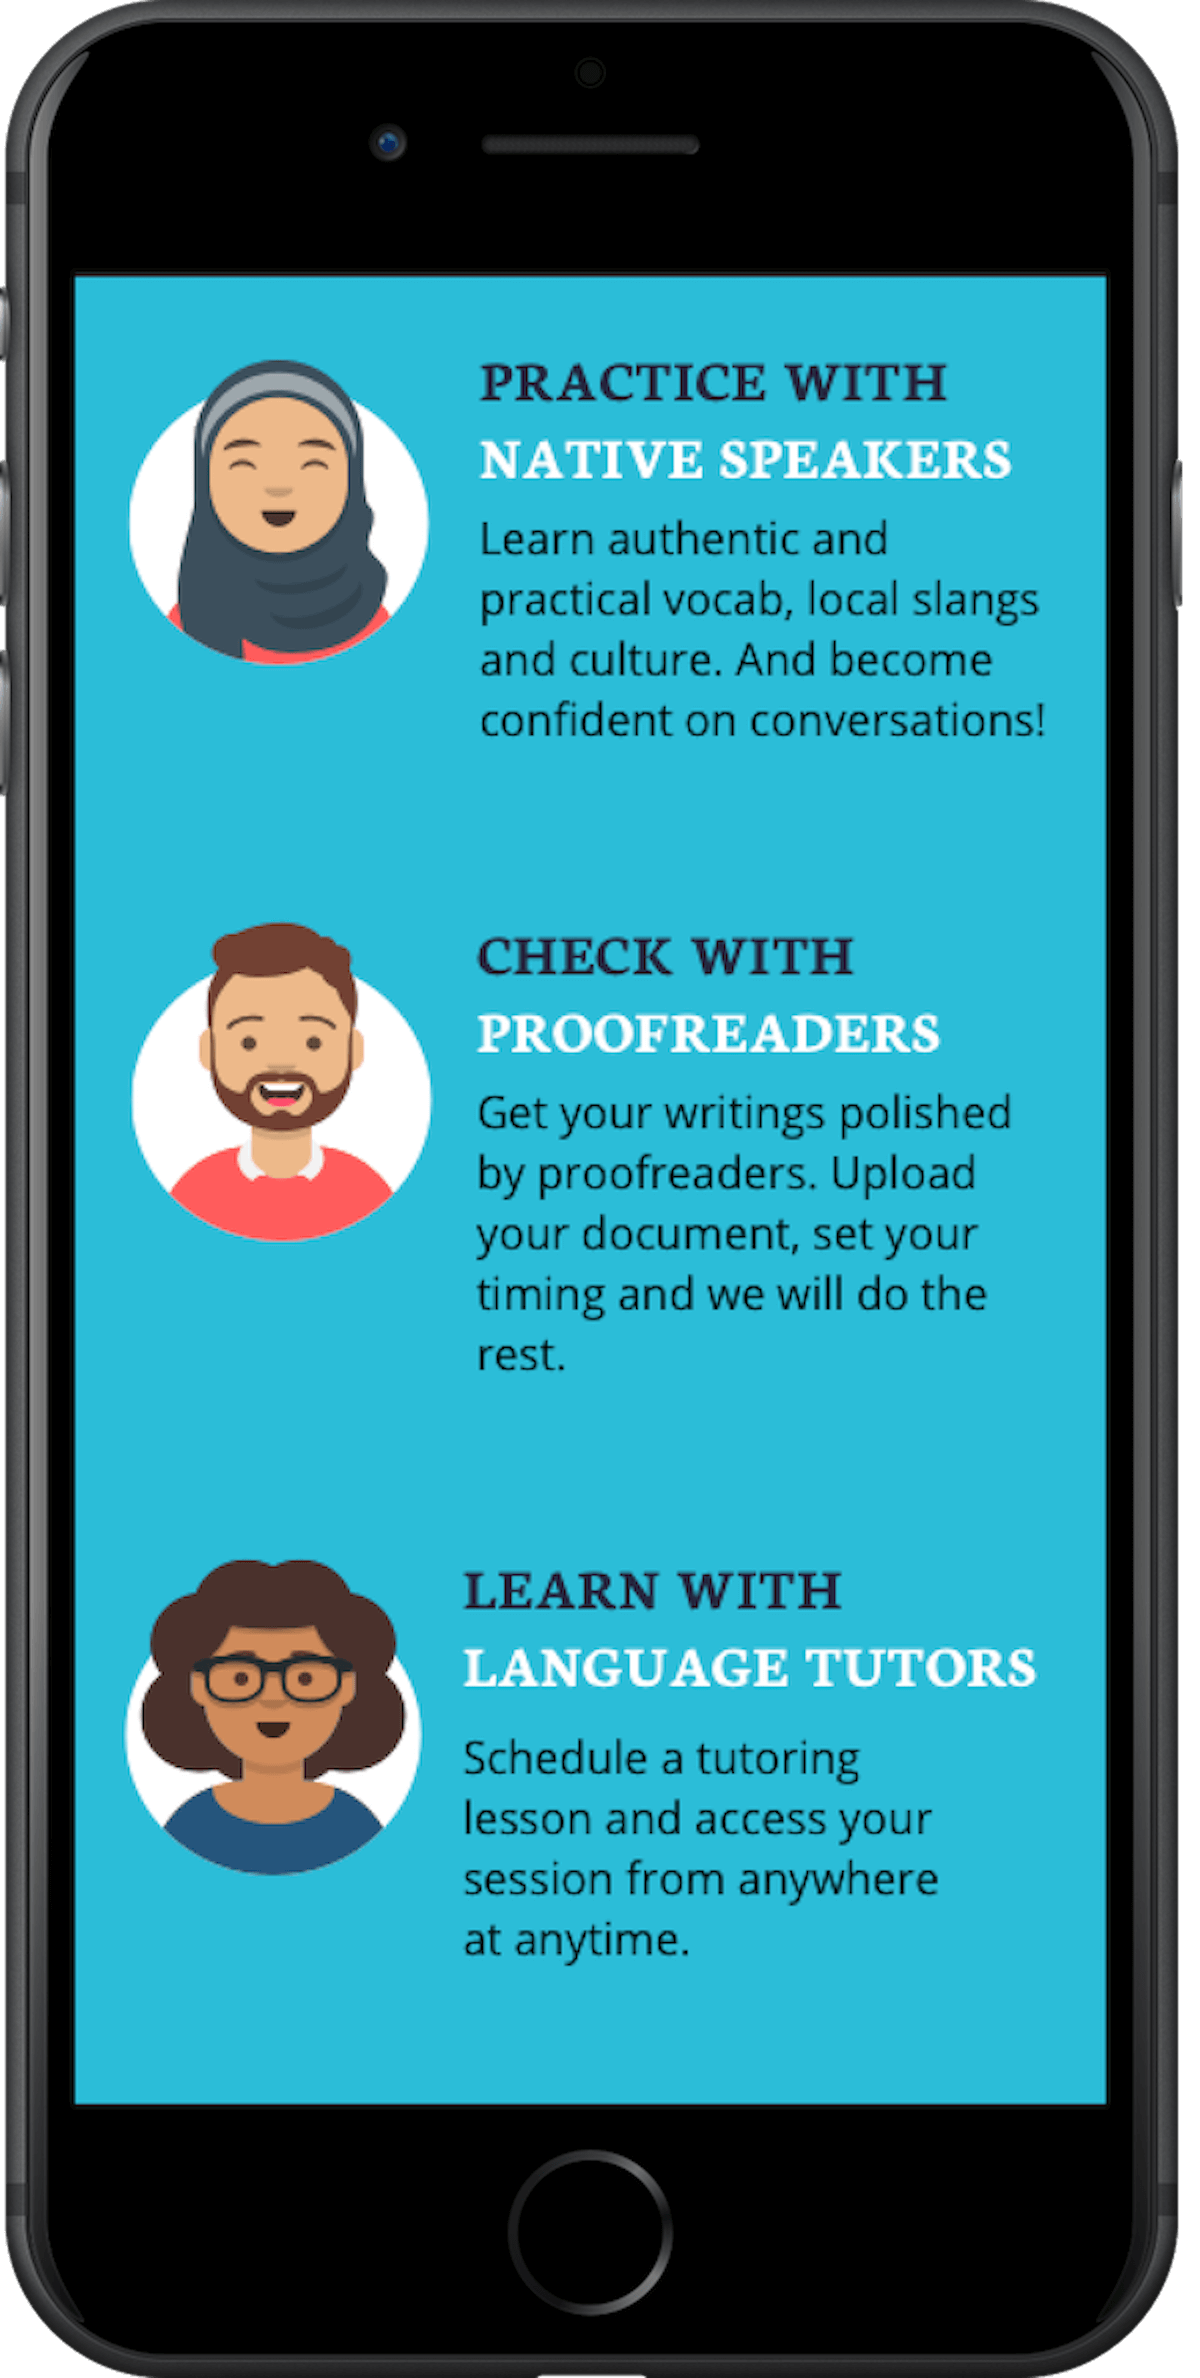 PRACTICE WITH
NATIVE SPEAKERS
Learn authentic and
practical vocab, local slangs
and culture. And become
confident on conversations!
CHECK WITH
PROOFREADERS
Get your writings polished
by proofreaders. Upload
your document, set your
timing and we will do the
rest.
LEARN WITH
LANGUAGE TUTORS
Schedule a tutoring
lesson and access your
session from anywhere
at anytime.